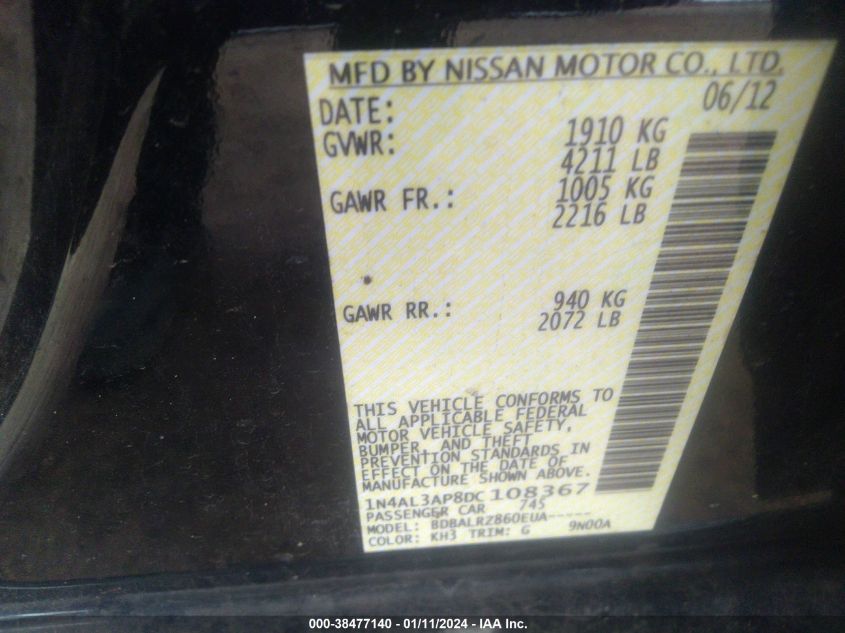 MFD BY NISSAN MOTOR CO., LTD.
DATE: 06/12
GVWR: 1910 KG
4211 LB
GAWR FR.: 1005 KG
2216 LB
GAWR RR.: 940 KG
2072 LB
THIS VEHICLE CONFORMS TO
ALL APPLICABLE FEDERAL
MOTOR VEHICLE SAFETY,
BUMPER, AND THEFT
PREVENTION STANDARDS IN
EFFECT ON THE DATE OF
MANUFACTURE SHOWN ABOVE.
1N4AL3AP8DC108367
PASSENGER CAR 745
MODEL: BDBALRZ860EUA-----
COLOR: KH3 TRIM: G 9N00A
000-38477140 - 01/11/2024 - IAA Inc.